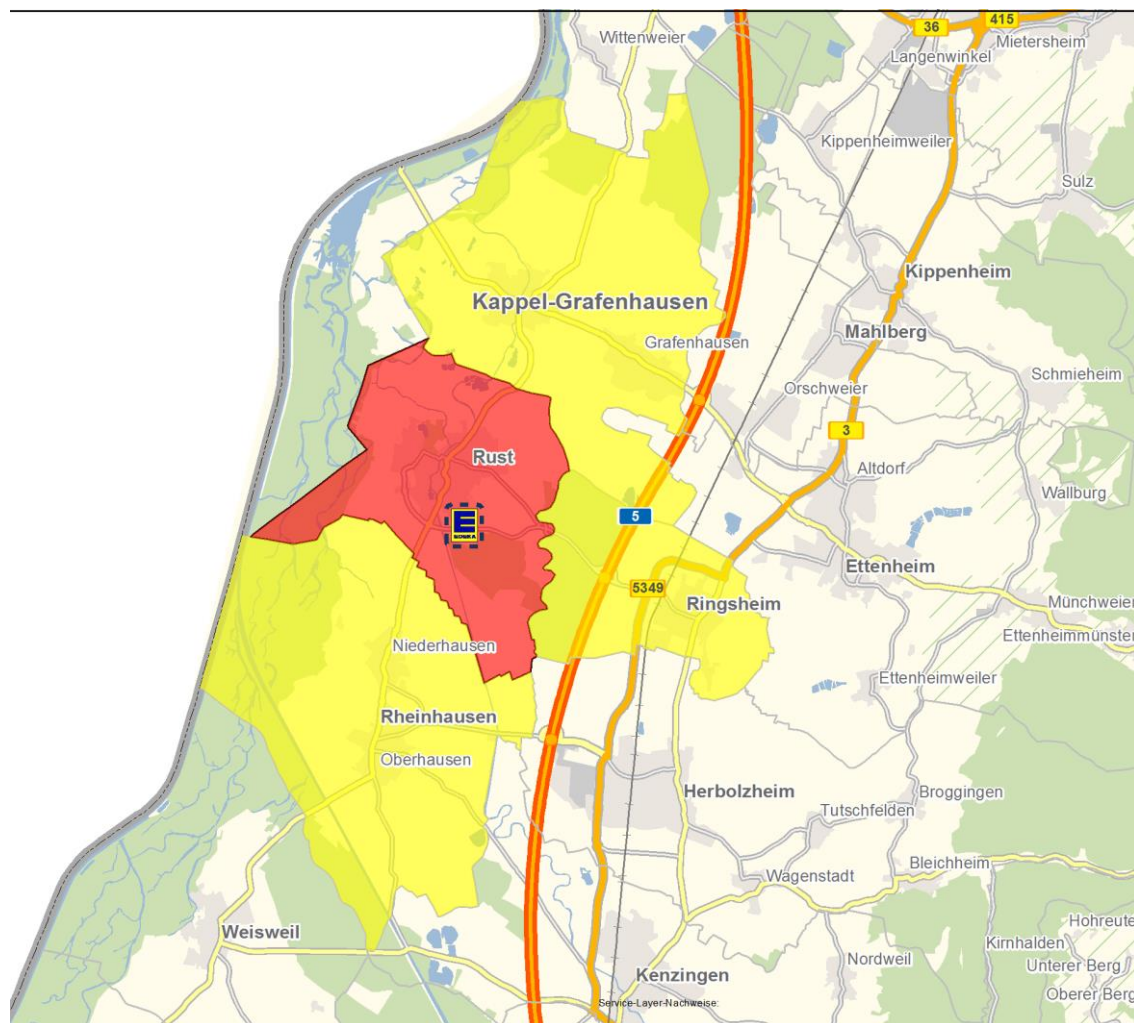 415
36
Wittenweier
Mietersheim
Langenwinkel
Kippenheimweiler
Sulz
Kippenheim
Kappel-Grafenhausen
Mahlberg
Grafenhausen
Schmieheim
Orschweier
3
Rust
Altdorf
Wallburg
E
EDEKA
5
Ettenheim
5349
Ringsheim
Münchweier
Ettenheimmünster
Niederhausen
Ettenheimweiler
Rheinhausen
Oberhausen
Herbolzheim
Broggingen
Tutschfelden
Bleichheim
Wagenstadt
Hohreute
Weisweil
Kirnhalden
Nordweil
Unterer Berg
Kenzingen
Oberer Berg
Service-Layer-Nachweise: